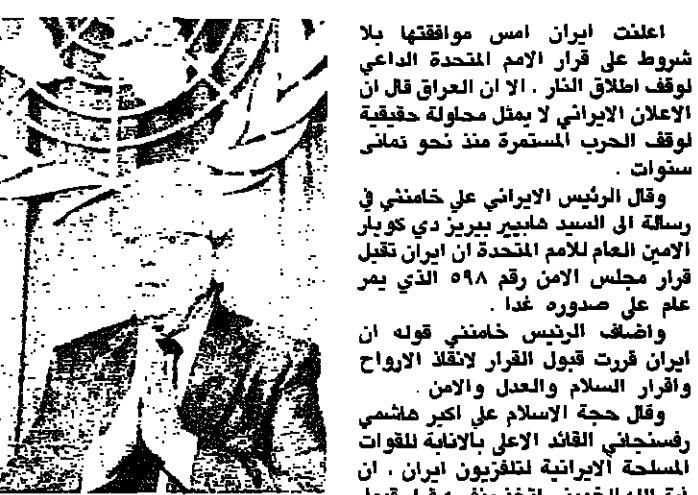 اعلنت ايران امس موافقتها بلا
شروط على قرار الامم المتحدة الداعي
لوقف اطلاق النار . الا ان العراق قال ان
الاعلان الايراني لا يمثل محاولة حقيقية
لوقف الحرب المستمرة منذ نحو ثماني
سنوات .
وقال الرئيس الايراني علي خامنئي في
رسالة الى السيد خابيير بيريز دي كويار
الامين العام للامم المتحدة ان ايران تقبل
قرار مجلس الامن رقم ٥٩٨ الذي يمر
عام على صدوره غدا .
واضاف الرئيس خامنئي قوله ان
ايران قررت قبول القرار لانقاذ الارواح
واقرار السلام والعدل والامن .
وقال حجة الاسلام علي اكبر هاشمي
رفسنجاني القائد الاعلى بالانابة للقوات
المسلحة الايرانية لتلفزيون ايران . ان